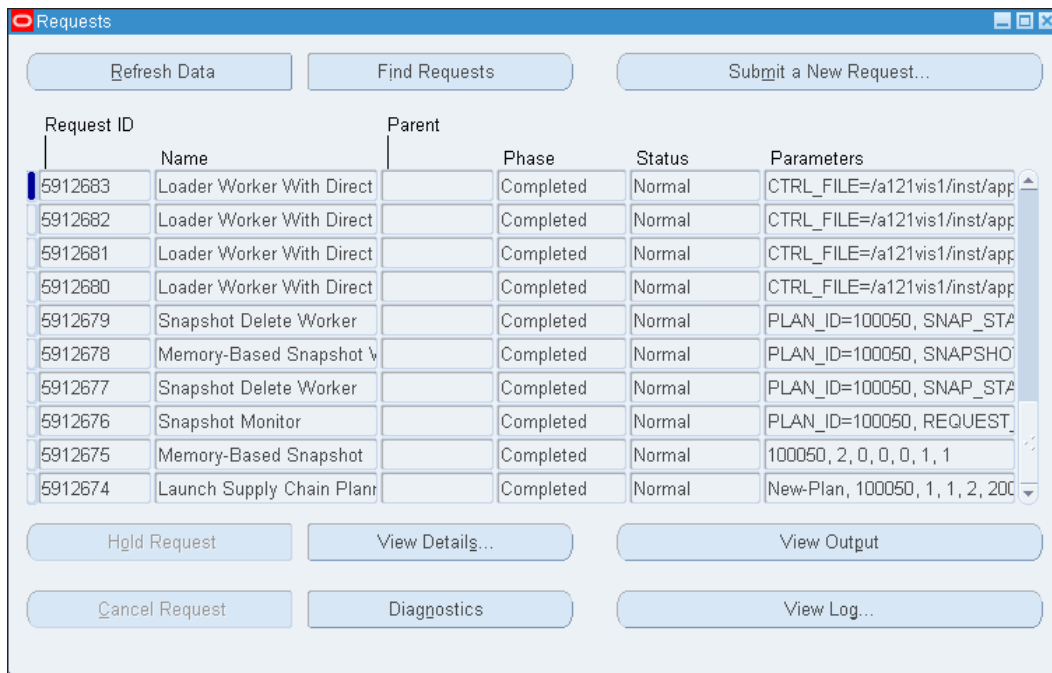 Requests
Refresh Data Find Requests Submit a New Request...
Request ID Parent
Name Phase Status Parameters
5912683 Loader Worker With Direct Completed Normal CTRL_FILE=/a121vis1/inst/app
5912682 Loader Worker With Direct Completed Normal CTRL_FILE=/a121vis1/inst/app
5912681 Loader Worker With Direct Completed Normal CTRL_FILE=/a121vis1/inst/app
5912680 Loader Worker With Direct Completed Normal CTRL_FILE=/a121vis1/inst/app
5912679 Snapshot Delete Worker Completed Normal PLAN_ID=100050, SNAP_STA
5912678 Memory-Based Snapshot Completed Normal PLAN_ID=100050, SNAPSHO
5912677 Snapshot Delete Worker Completed Normal PLAN_ID=100050, SNAP_STA
5912676 Snapshot Monitor Completed Normal PLAN_ID=100050, REQUEST_
5912675 Memory-Based Snapshot Completed Normal 100050, 2, 0, 0, 0, 1, 1
5912674 Launch Supply Chain Plann Completed Normal New-Plan, 100050, 1, 1, 2, 200
Hold Request View Details... View Output
Cancel Request Diagnostics View Log...